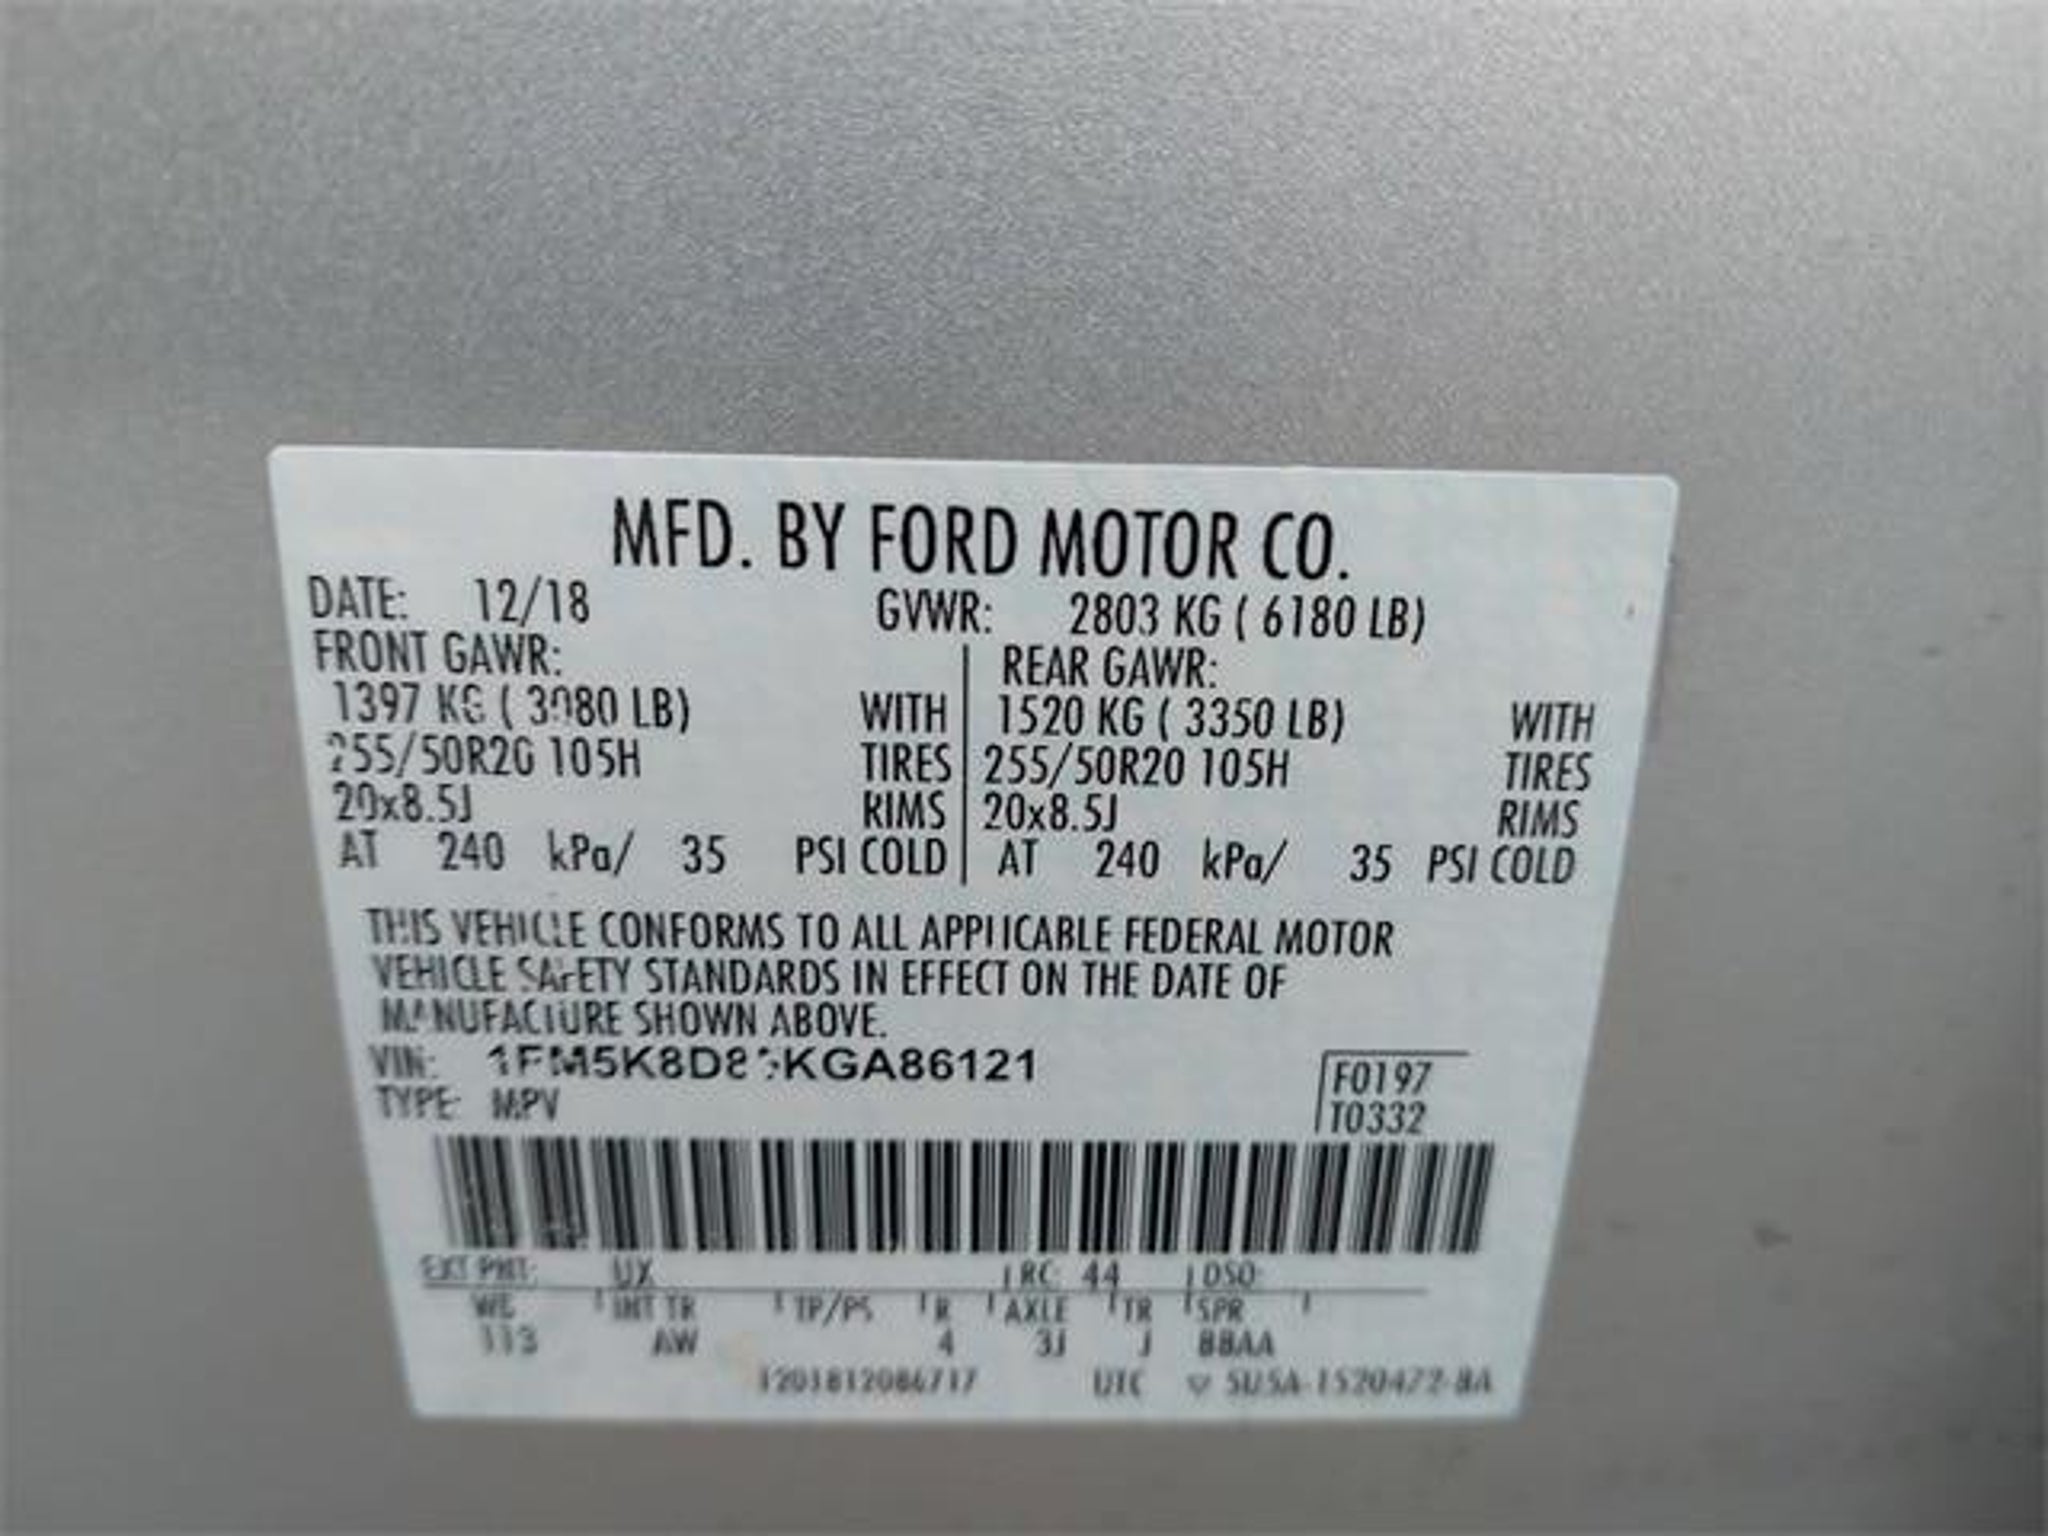 MFD. BY FORD MOTOR CO.
DATE: 12/18 GVWR: 2803 KG ( 6180 LB)
FRONT GAWR: REAR GAWR:
1397 KG ( 3080 LB) WITH 1520 KG ( 3350 LB) WITH
255/50R20 105H TIRES 255/50R20 105H TIRES
20x8.5J RIMS 20x8.5J RIMS
AT 240 kPa/ 35 PSI COLD AT 240 kPa/ 35 PSI COLD
THIS VEHICLE CONFORMS TO ALL APPLICABLE FEDERAL MOTOR
VEHICLE SAFETY STANDARDS IN EFFECT ON THE DATE OF
MANUFACTURE SHOWN ABOVE.
VIN:
TYPE: MPV
F0197
T0332
EXT PNT: UX RC: 44 DSO:
INT TR TP/PS R AXLE TR SPR
113 AW 4 3J J BBAA
UTC